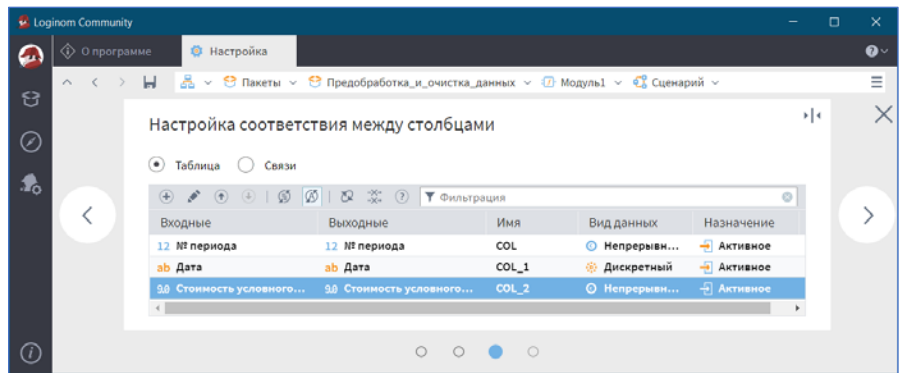 Loginom Community
О программе Настройка
Пакеты Предобработка_и_очистка_данных Модуль1 Сценарий
Настройка соответствия между столбцами
Таблица Связи
Фильтрация
Входные Выходные Имя Вид данных Назначение
12 № периода 12 № периода COL Непрерывн... Активное
ab Дата ab Дата COL_1 Дискретный Активное
9.0 Стоимость условного... 9.0 Стоимость условного... COL_2 Непрерывн... Активное